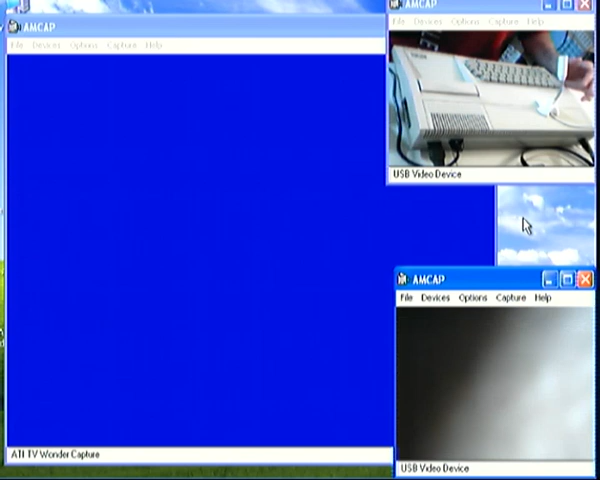 AMCAP
File Devices Options Capture Help
ATI TV Wonder Capture
File Devices Options Capture Help
USB Video Device
AMCAP
File Devices Options Capture Help
USB Video Device